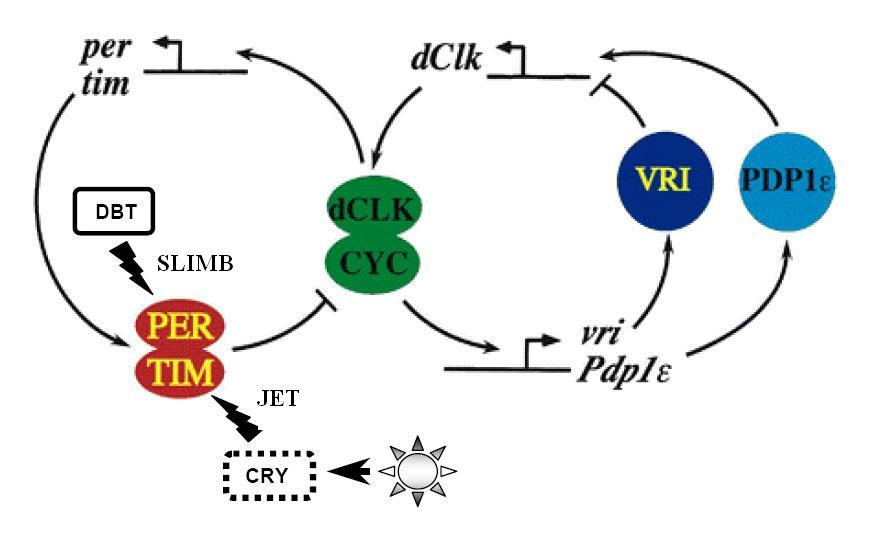 per
tim
dClk
VRI
PDP1ε
DBT
SLIMB
dCLK
CYC
PER
TIM
vri
Pdp1ε
JET
CRY